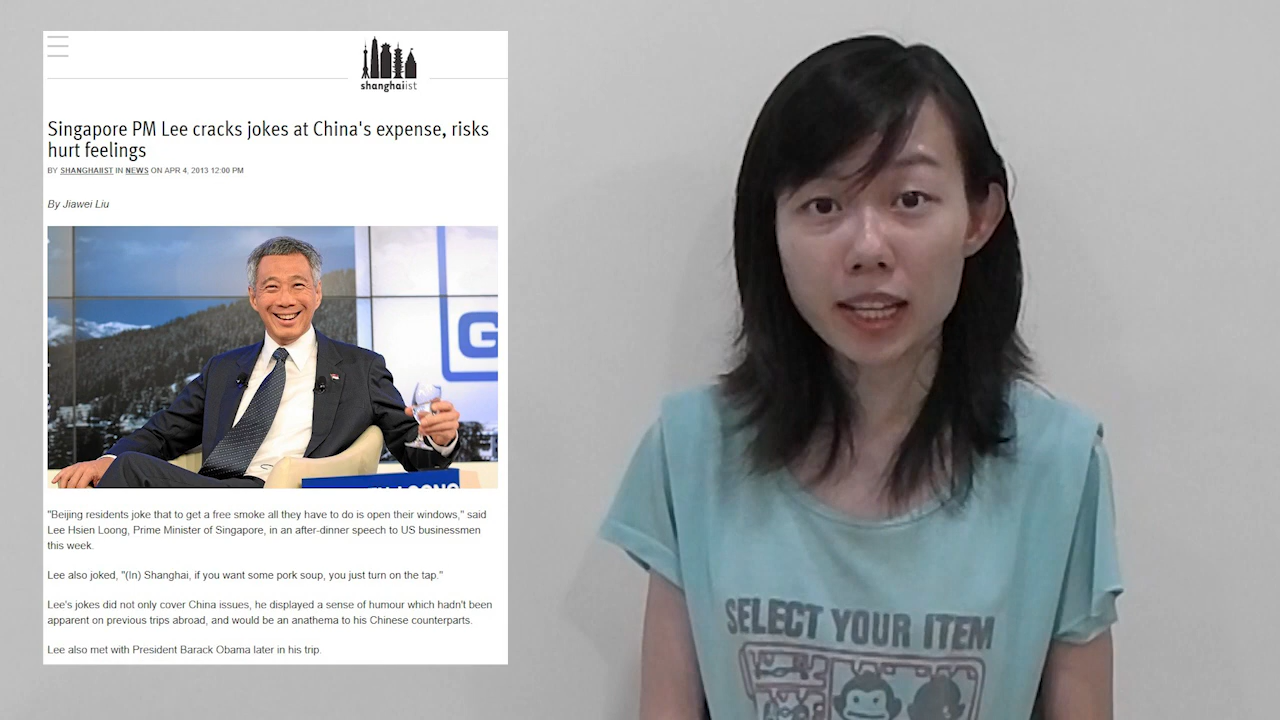 shanghaiist
Singapore PM Lee cracks jokes at China's expense, risks
hurt feelings
BY SHANGHAIIST IN NEWS ON APR 4, 2013 12:00 PM
By Jiawei Liu
G
LOONG
"Beijing residents joke that to get a free smoke all they have to do is open their windows," said
Lee Hsien Loong, Prime Minister of Singapore, in an after-dinner speech to US businessmen
this week.
Lee also joked, "(In) Shanghai, if you want some pork soup, you just turn on the tap."
Lee's jokes did not only cover China issues, he displayed a sense of humour which hadn't been
apparent on previous trips abroad, and would be an anathema to his Chinese counterparts.
Lee also met with President Barack Obama later in his trip.
SELECT YOUR ITEM